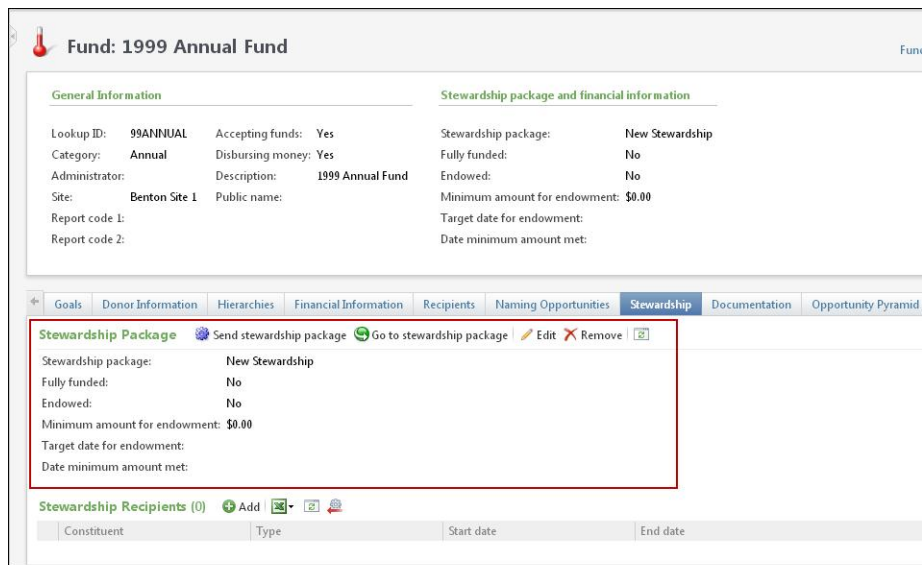 Fund: 1999 Annual Fund
Fund
General Information
Stewardship package and financial information
Lookup ID: 99ANNUAL Accepting funds: Yes Stewardship package: New Stewardship
Category: Annual Disbursing money: Yes Fully funded: No
Administrator: Description: 1999 Annual Fund Endowed: No
Site: Benton Site 1 Public name: Minimum amount for endowment: $0.00
Report code 1: Target date for endowment:
Report code 2: Date minimum amount met:
Goals Donor Information Hierarchies Financial Information Recipients Naming Opportunities Stewardship Documentation Opportunity Pyramid
Stewardship Package Send stewardship package Go to stewardship package Edit Remove
Stewardship package: New Stewardship
Fully funded: No
Endowed: No
Minimum amount for endowment: $0.00
Target date for endowment:
Date minimum amount met:
Stewardship Recipients (0) Add
Constituent Type Start date End date